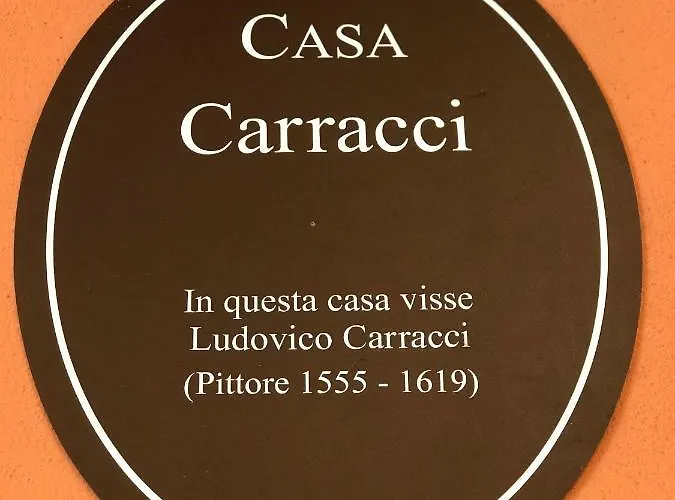 CASA
Carracci
In questa casa visse
Ludovico Carracci
(Pittore 1555 - 1619)